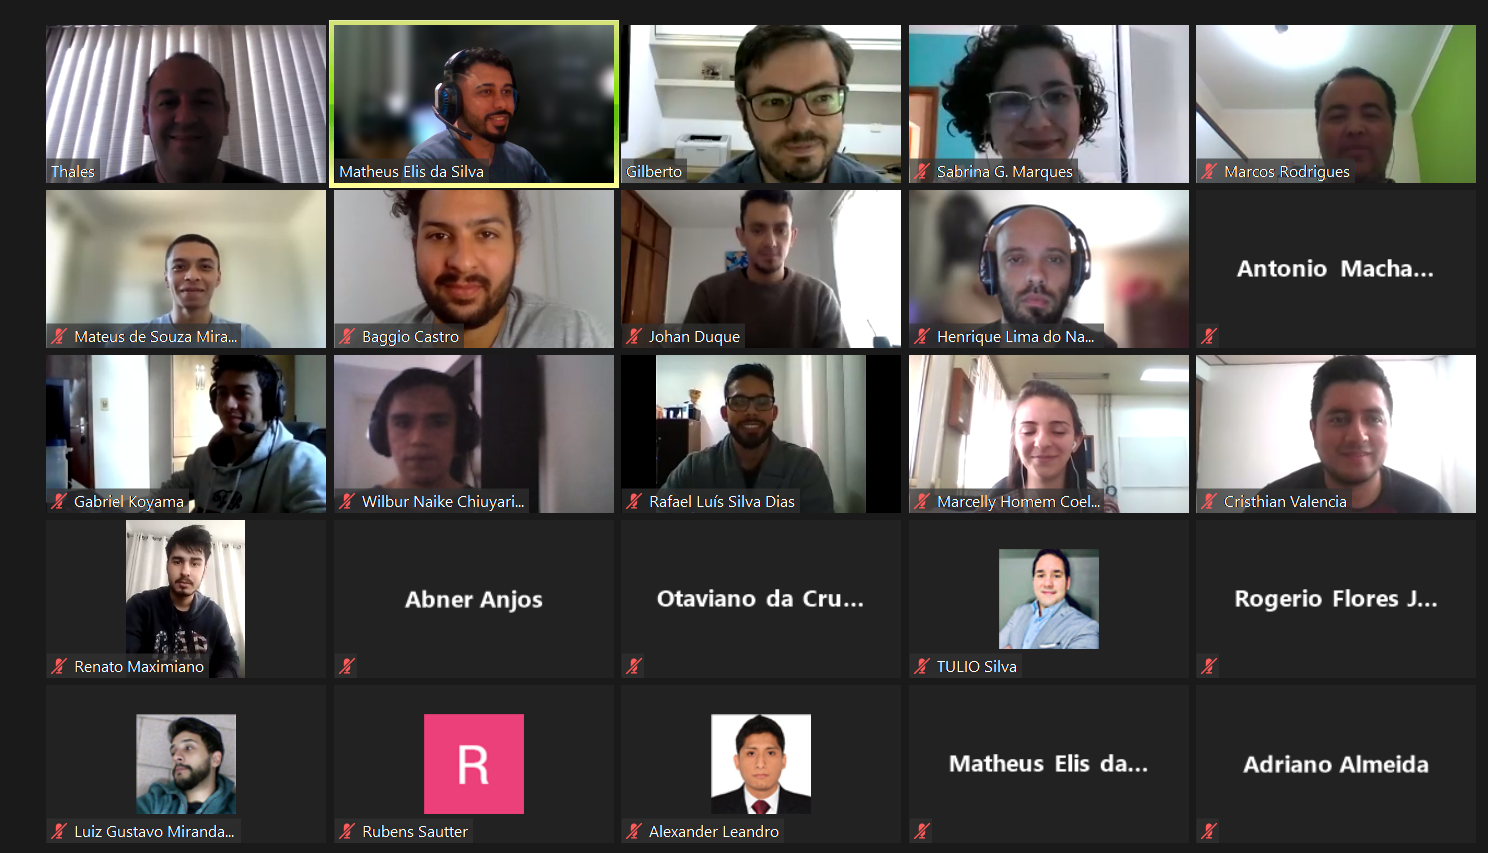 Thales
Matheus Elis da Silva
Gilberto
Sabrina G. Marques
Marcos Rodrigues
Mateus de Souza Mira...
Baggio Castro
Johan Duque
Henrique Lima do Na...
Antonio Macha...
Gabriel Koyama
Wilbur Naike Chiuyari...
Rafael Luís Silva Dias
Marcelly Homem Coel...
Cristhian Valencia
Renato Maximiano
Abner Anjos
Otaviano da Cru...
TULIO Silva
Rogerio Flores J...
Luiz Gustavo Miranda...
R
Rubens Sautter
Alexander Leandro
Matheus Elis da...
Adriano Almeida